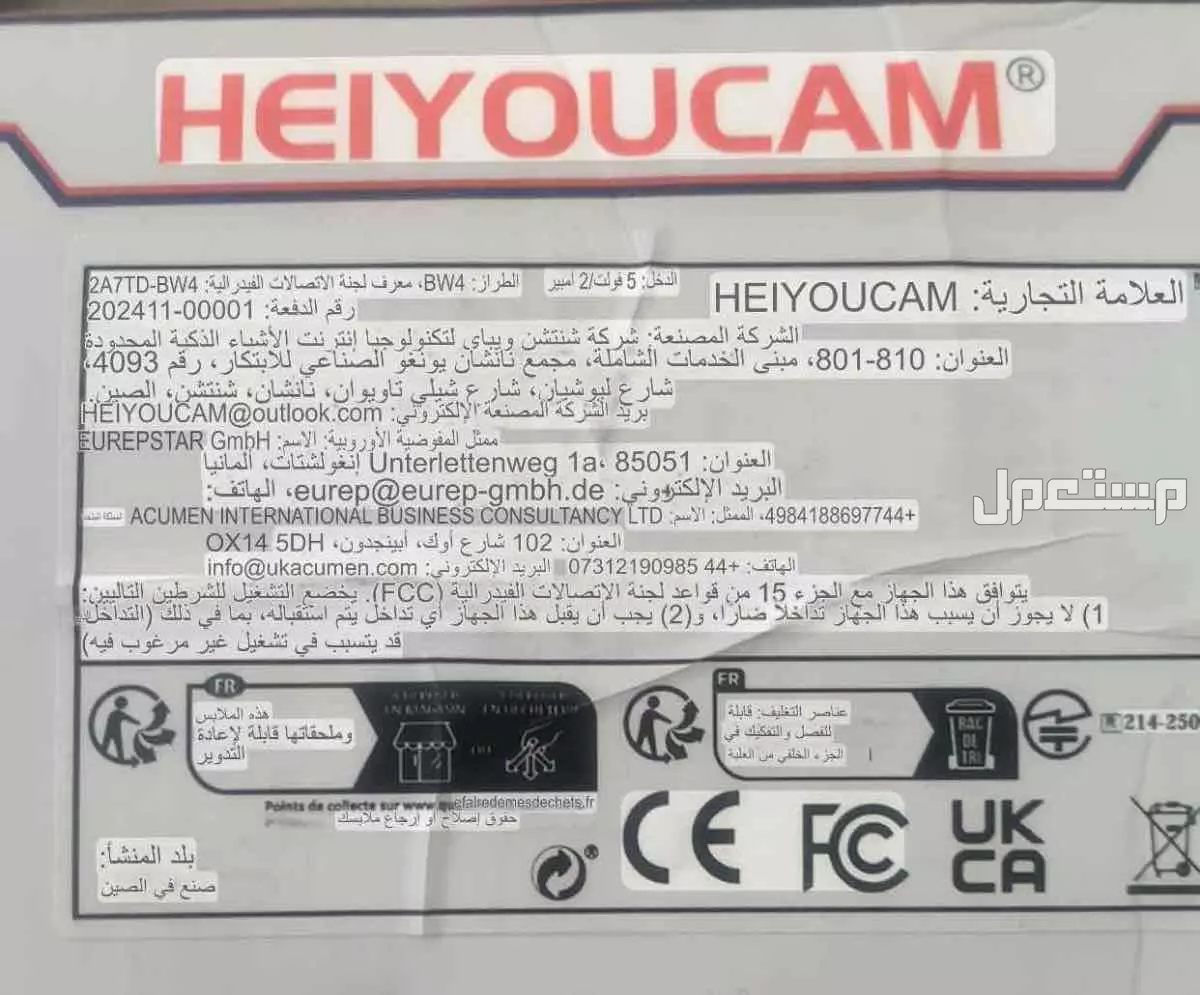 HEIYOUCAM®
العلامة التجارية: HEIYOUCAM
الدخل: 5 فولت/2 أمبير
الطراز: BW4، معرف لجنة الاتصالات الفيدرالية: 2A7TD-BW4
رقم الدفعة: 202411-00001
الشركة المصنعة: شركة شنتشن ويباي لتكنولوجيا إنترنت الأشياء الذكية المحدودة
العنوان: 810-801، مبنى الخدمات الشاملة، مجمع نانشان يونغو الصناعي للابتكار، رقم 4093،
شارع ليوشيان، شارع شيلي تاويوان، نانشان، شنتشن، الصين.
بريد الشركة المصنعة الإلكتروني: HEIYOUCAM@outlook.com
ممثل المفوضية الأوروبية: الاسم: EUREPSTAR GmbH
العنوان: Unterlettenweg 1a، 85051 إنغولشتات، ألمانيا
البريد الإلكتروني: eurep@eurep-gmbh.de، الهاتف:
+4984188697744، الممثل: الاسم: ACUMEN INTERNATIONAL BUSINESS CONSULTANCY LTD
العنوان: 102 شارع أوك، أبينجدون، OX14 5DH
الهاتف: +44 07312190985 البريد الإلكتروني: info@ukacumen.com
يتوافق هذا الجهاز مع الجزء 15 من قواعد لجنة الاتصالات الفيدرالية (FCC). يخضع التشغيل للشرطين التاليين:
1) لا يجوز أن يسبب هذا الجهاز تداخلاً ضارا، و(2) يجب أن يقبل هذا الجهاز أي تداخل يتم استقباله، بما في ذلك (التداخل
قد يتسبب في تشغيل غير مرغوب فيه)
مستعمل
FR
هذه الملابس
وملحقاتها قابلة لإعادة
التدوير
EN MAGASIN
OU
Points de collecte sur www.quefairedemesdechets.fr
حقوق إصلاح أو إرجاع ملابسك
FR
عناصر التغليف: قابلة
للفصل والتفكيك في
الجزء الخلفي من العلبة
BAC
DE
TRI
214-250
بلد المنشأ:
صنع في الصين
CE
FC
UK
CA